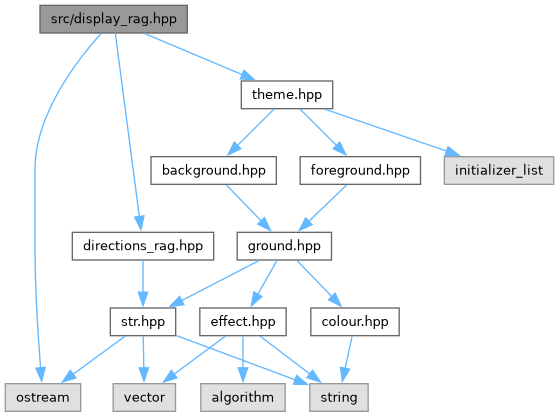 src/display_rag.hpp
theme.hpp
background.hpp
foreground.hpp
initializer_list
directions_rag.hpp
ground.hpp
str.hpp
effect.hpp
colour.hpp
ostream
vector
algorithm
string